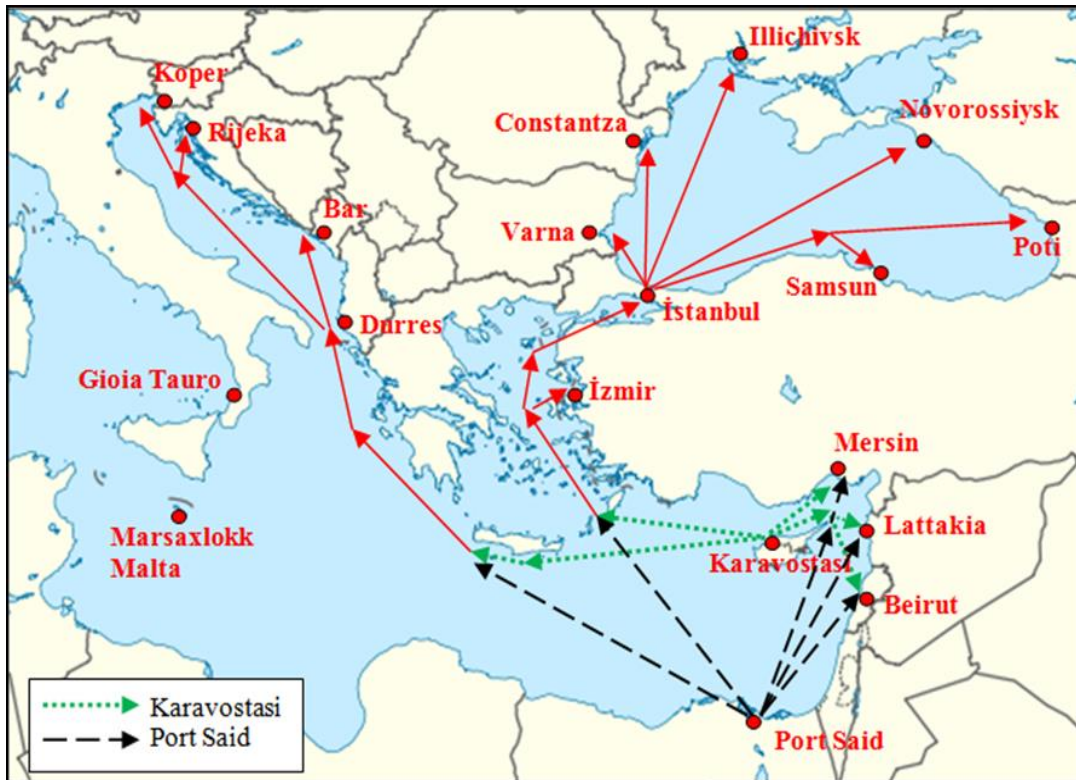 Illichivsk
Koper
Novorossiysk
Constantza
Rijeka
Bar
Varna
Poti
Samsun
İstanbul
Durres
Gioia Tauro
İzmir
Mersin
Marsaxlokk
Malta
Lattakia
Karavostasi
Beirut
Karavostasi
Port Said
Port Said